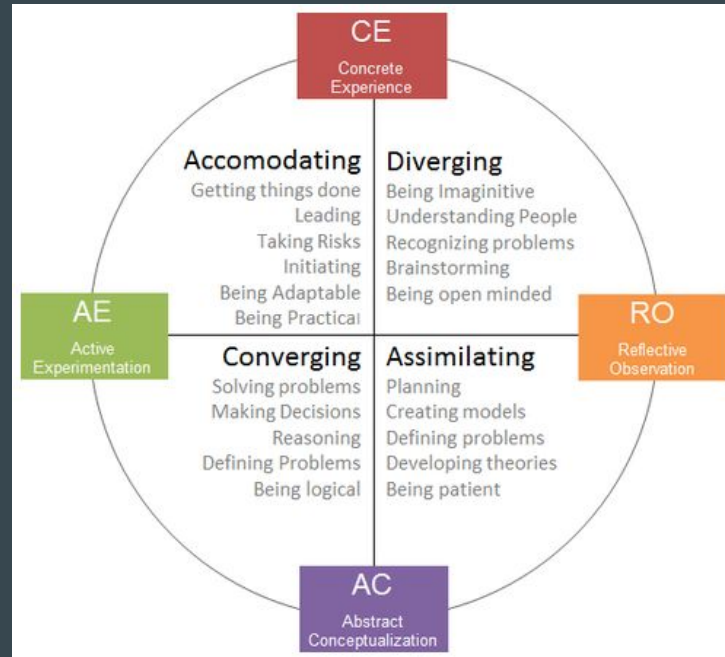 CE
Concrete
Experience
Accomodating
Getting things done
Leading
Taking Risks
Initiating
Being Adaptable
Being Practical
Diverging
Being Imaginitive
Understanding People
Recognizing problems
Brainstorming
Being open minded
AE
Active
Experimentation
RO
Reflective
Observation
Converging
Solving problems
Making Decisions
Reasoning
Defining Problems
Being logical
Assimilating
Planning
Creating models
Defining problems
Developing theories
Being patient
AC
Abstract
Conceptualization